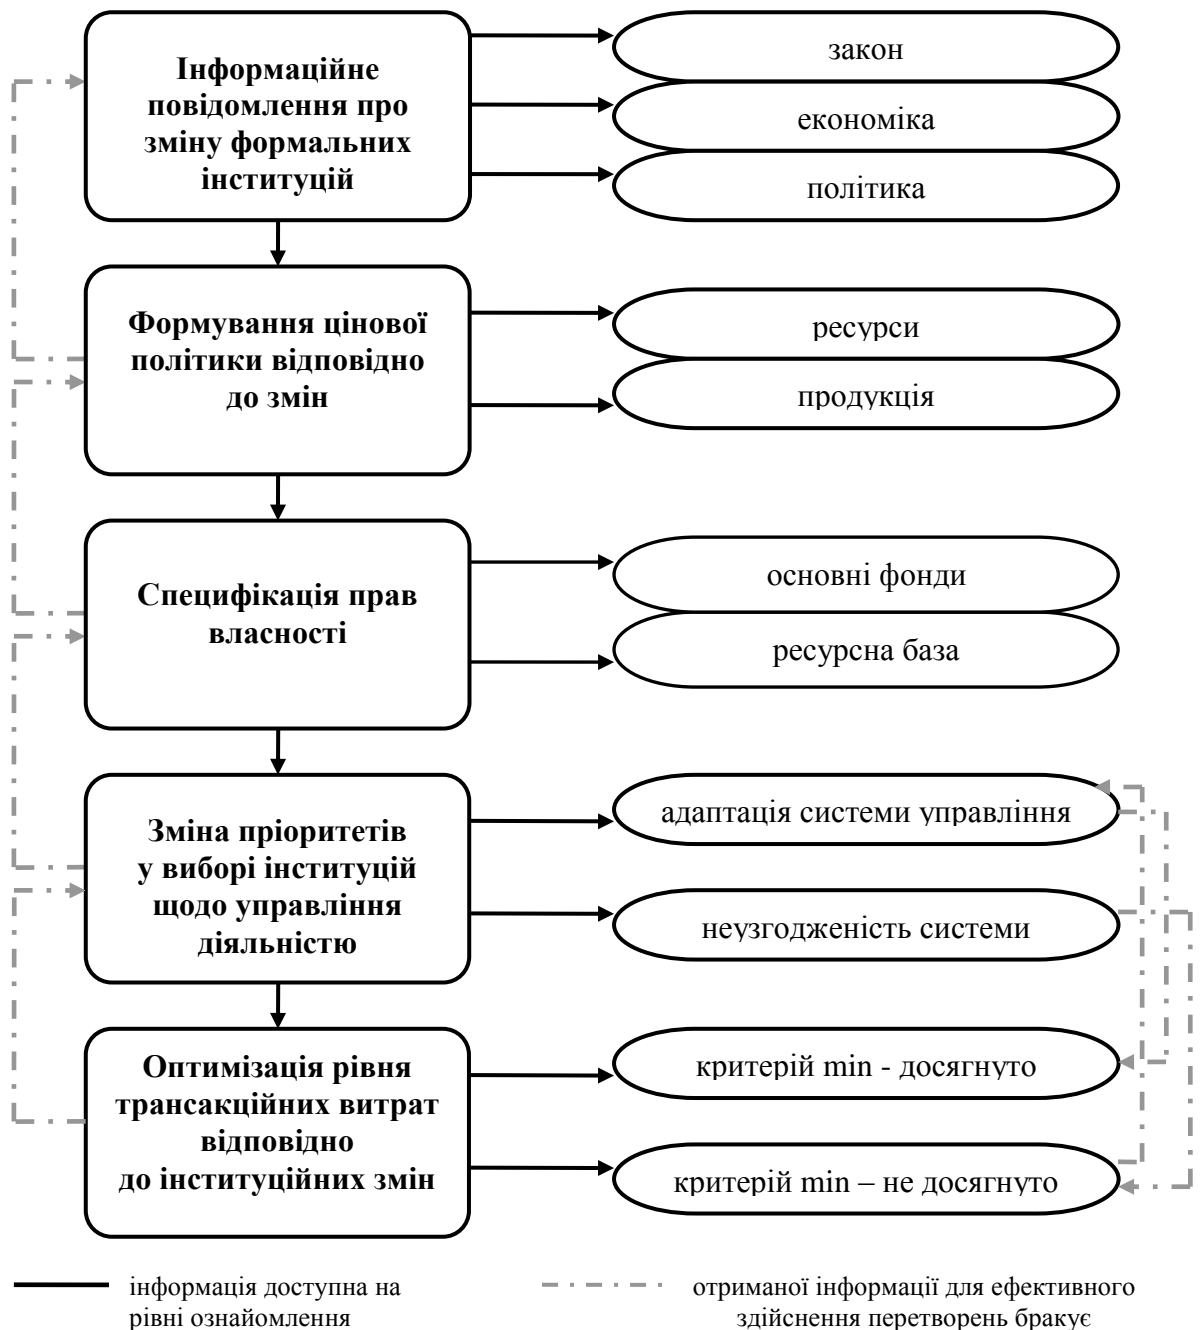 Інформаційне
повідомлення про
зміну формальних
інституцій
закон
економіка
політика
Формування цінової
політики відповідно
до змін
ресурси
продукція
Специфікація прав
власності
основні фонди
ресурсна база
Зміна пріоритетів
у виборі інституцій
щодо управління
діяльністю
адаптація системи управління
неузгодженість системи
Оптимізація рівня
трансакційних витрат
відповідно
до інституційних змін
критерій min - досягнуто
критерій min – не досягнуто
інформація доступна на
рівні ознайомлення
отриманої інформації для ефективного
здійснення перетворень бракує